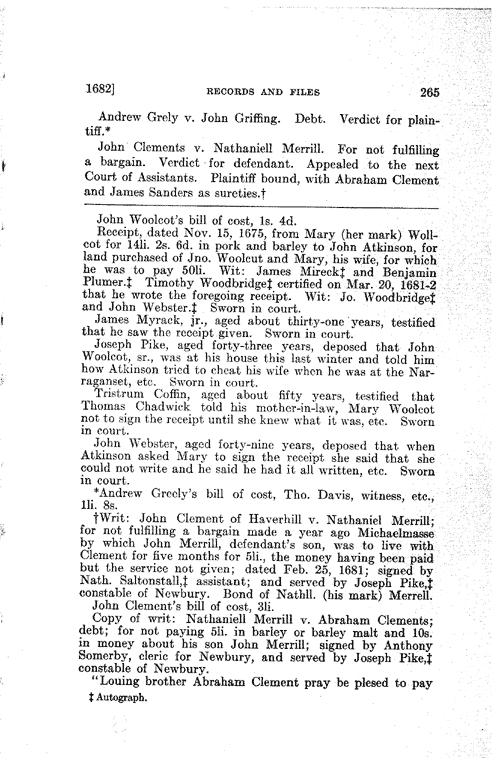 1682] RECORDS AND FILES 265
Andrew Grely v. John Griffing. Debt. Verdict for plain-
tiff.*
John Clements v. Nathaniell Merrill. For not fulfilling
a bargain. Verdict for defendant. Appealed to the next
Court of Assistants. Plaintiff bound, with Abraham Clement
and James Sanders as sureties.†
John Woolcot's bill of cost, 1s. 4d.
Receipt, dated Nov. 15, 1675, from Mary (her mark) Woll-
cot for 14li. 2s. 6d. in pork and barley to John Atkinson, for
land purchased of Jno. Woolcut and Mary, his wife, for which
he was to pay 50li. Wit: James Mireck‡ and Benjamin
Plumer.‡ Timothy Woodbridge‡ certified on Mar. 20, 1681-2
that he wrote the foregoing receipt. Wit: Jo. Woodbridge‡
and John Webster.‡ Sworn in court.
James Myrack, jr., aged about thirty-one years, testified
that he saw the receipt given. Sworn in court.
Joseph Pike, aged forty-three years, deposed that John
Woolcot, sr., was at his house this last winter and told him
how Atkinson tried to cheat his wife when he was at the Nar-
raganset, etc. Sworn in court.
Tristrum Coffin, aged about fifty years, testified that
Thomas Chadwick told his mother-in-law, Mary Woolcot
not to sign the receipt until she knew what it was, etc. Sworn
in court.
John Webster, aged forty-nine years, deposed that when
Atkinson asked Mary to sign the receipt she said that she
could not write and he said he had it all written, etc. Sworn
in court.
*Andrew Greely's bill of cost, Tho. Davis, witness, etc.,
1li. 8s.
†Writ: John Clement of Haverhill v. Nathaniel Merrill;
for not fulfilling a bargain made a year ago Michaelmasse
by which John Merrill, defendant's son, was to live with
Clement for five months for 5li., the money having been paid
but the service not given; dated Feb. 25, 1681; signed by
Nath. Saltonstall,‡ assistant; and served by Joseph Pike,‡
constable of Newbury. Bond of Nathll. (his mark) Merrell.
John Clement's bill of cost, 3li.
Copy of writ: Nathaniell Merrill v. Abraham Clements;
debt; for not paying 5li. in barley or barley malt and 10s.
in money about his son John Merrill; signed by Anthony
Somerby, cleric for Newbury, and served by Joseph Pike,‡
constable of Newbury.
"Louing brother Abraham Clement pray be plesed to pay
‡ Autograph.